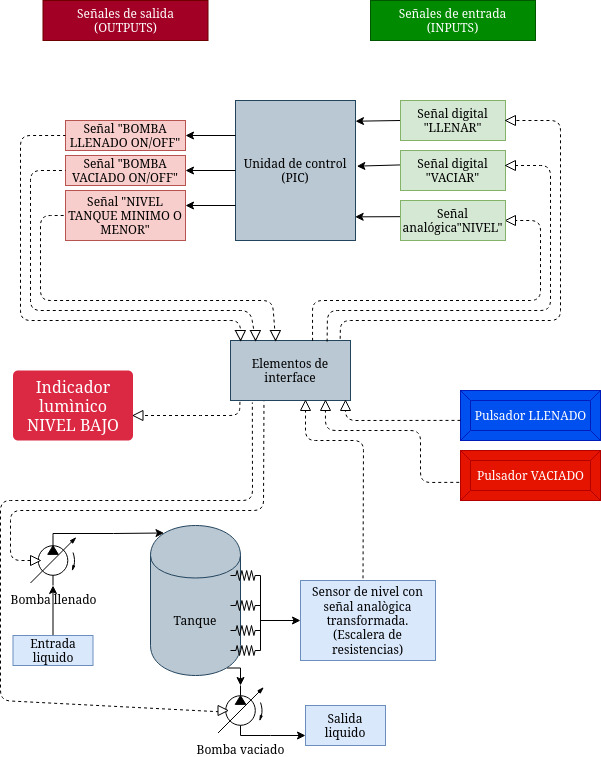 Señales de salida
(OUTPUTS)
Señales de entrada
(INPUTS)
Señal "BOMBA
LLENADO ON/OFF"
Señal "BOMBA
VACIADO ON/OFF"
Señal "NIVEL
TANQUE MINIMO O
MENOR"
Unidad de control
(PIC)
Señal digital
"LLENAR"
Señal digital
"VACIAR"
Señal
analógica"NIVEL"
Elementos de
interface
Indicador
lumìnico
NIVEL BAJO
Pulsador LLENADO
Pulsador VACIADO
Bomba llenado
Entrada
liquido
Tanque
Sensor de nivel con
señal analògica
transformada.
(Escalera de
resistencias)
Bomba vaciado
Salida
liquido